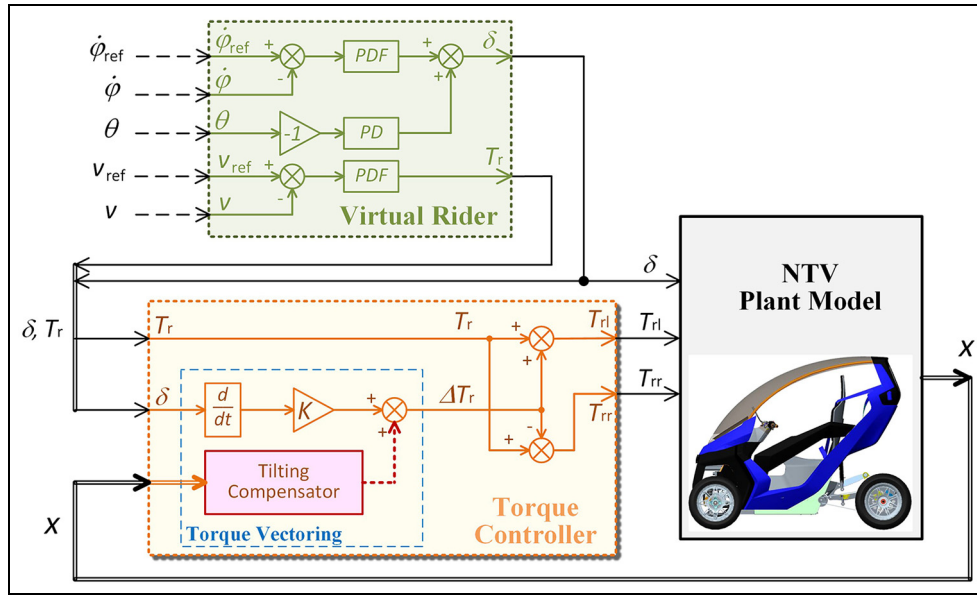 φ̇ref
φ̇ref
+
PDF
+
δ
-
+
φ̇
φ̇
θ
θ
-1
PD
vref
vref
+
PDF
Tr
-
v
v
Virtual Rider
δ
NTV
Plant Model
δ, Tr
Tr
Tr
+
Trl
Trl
+
X
δ
d
dt
K
+
ΔTr
+
-
+
Trr
Trr
Tilting
Compensator
X
Torque Vectoring
Torque
Controller